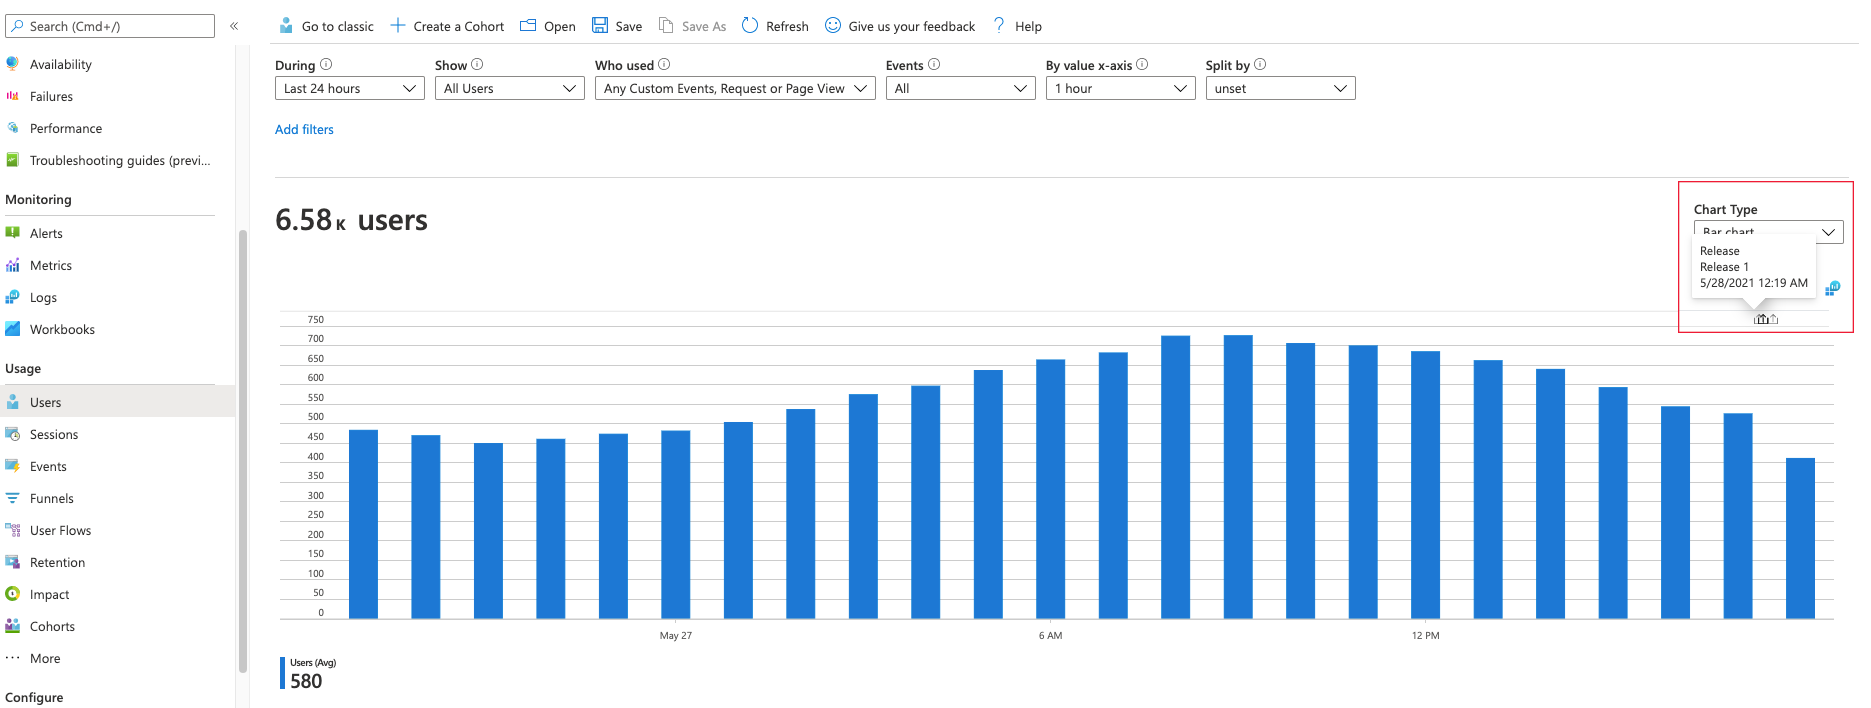 Search (Cmd+/)
«
Availability
Failures
Performance
Troubleshooting guides (previ...
Monitoring
Alerts
Metrics
Logs
Workbooks
Usage
Users
Sessions
Events
Funnels
User Flows
Retention
Impact
Cohorts
More
Configure
Go to classic
Create a Cohort
Open
Save
Save As
Refresh
Give us your feedback
? Help
During
Last 24 hours
Show
All Users
Who used
Any Custom Events, Request or Page View
Events
All
By value x-axis
1 hour
Split by
unset
Add filters
6.58 K users
Chart Type
Bar chart
Release
Release 1
5/28/2021 12:19 AM
750
700
650
600
550
500
450
400
350
300
250
200
150
100
50
0
May 27
6 AM
12 PM
Users (Avg)
580